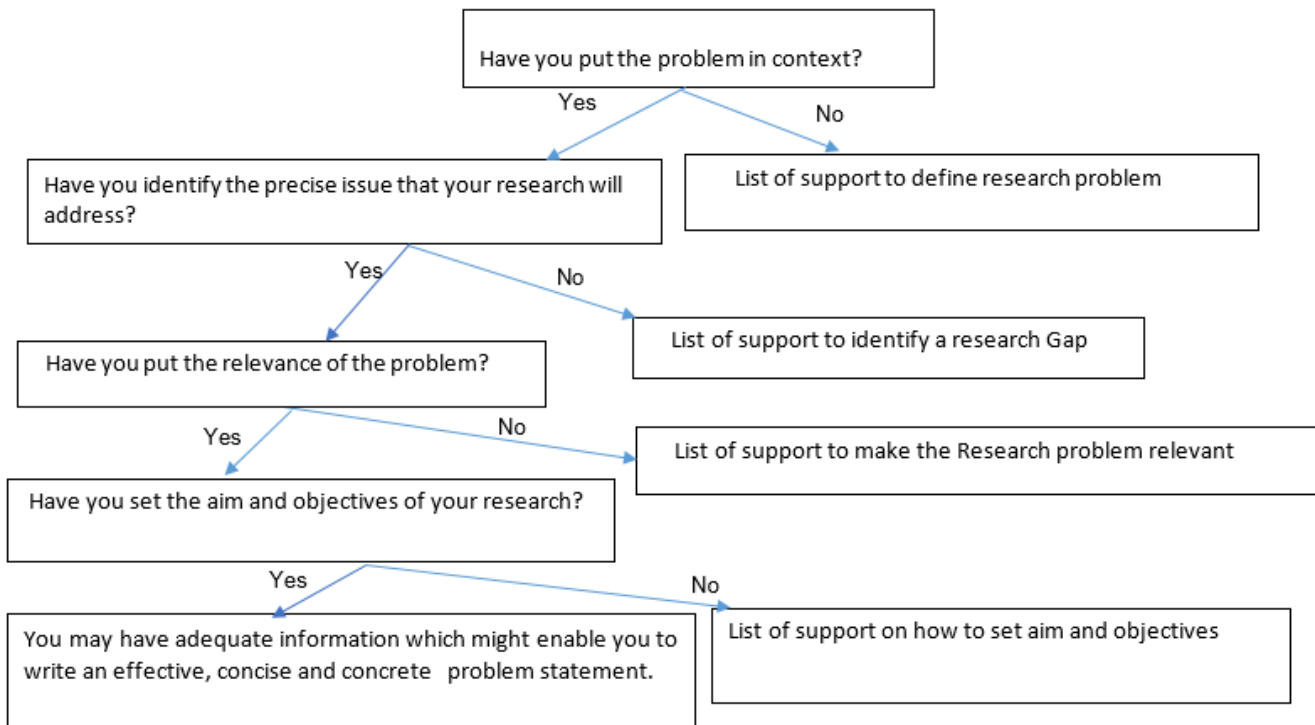 Have you put the problem in context?
Yes
No
Have you identify the precise issue that your research will
address?
List of support to define research problem
Yes
No
List of support to identify a research Gap
Have you put the relevance of the problem?
Yes
No
List of support to make the Research problem relevant
Have you set the aim and objectives of your research?
Yes
No
You may have adequate information which might enable you to
write an effective, concise and concrete problem statement.
List of support on how to set aim and objectives